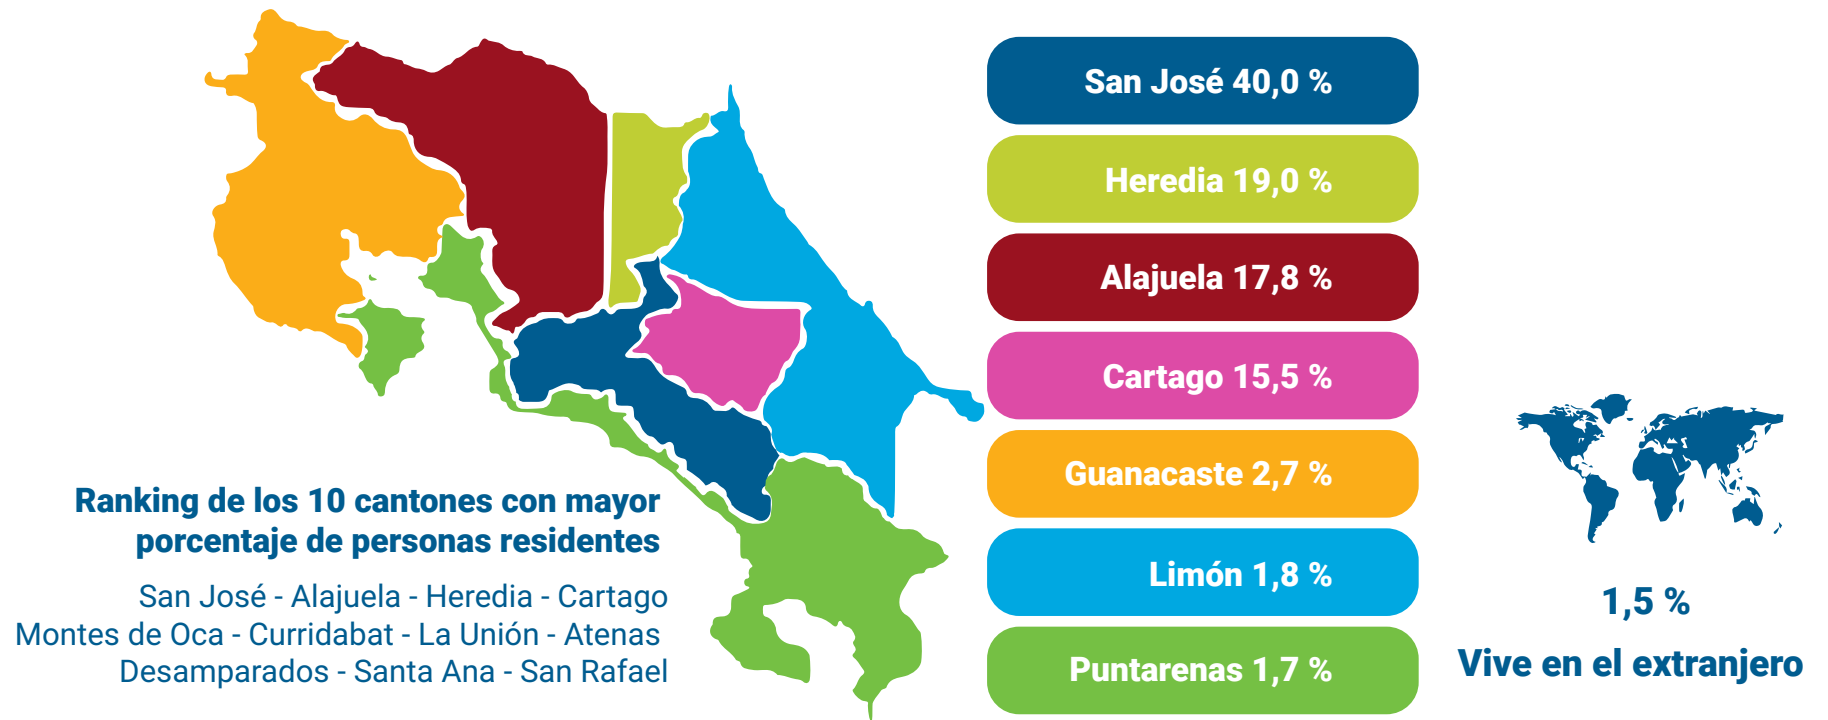 San José 40,0 %
Heredia 19,0 %
Alajuela 17,8 %
Cartago 15,5 %
Guanacaste 2,7 %
Limón 1,8 %
Puntarenas 1,7 %
Ranking de los 10 cantones con mayor
porcentaje de personas residentes
San José - Alajuela - Heredia - Cartago
Montes de Oca - Curridabat - La Unión - Atenas
Desamparados - Santa Ana - San Rafael
1,5 %
Vive en el extranjero